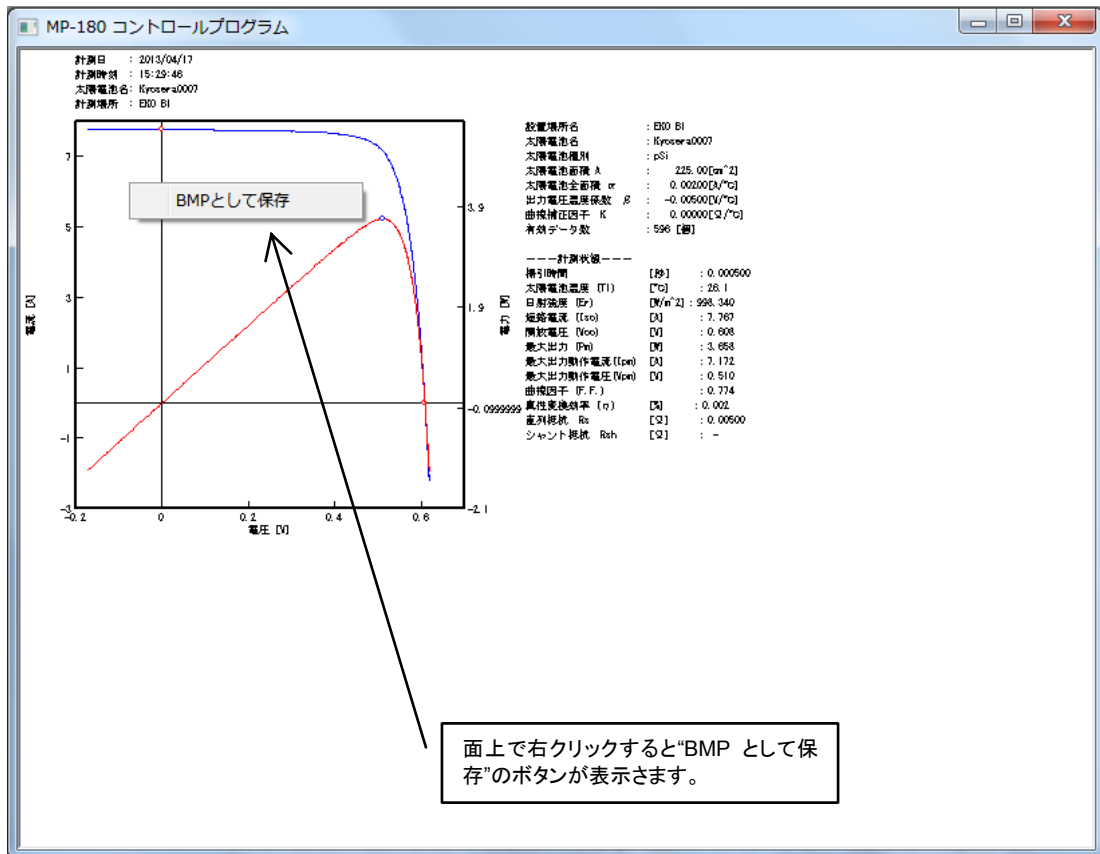 MP-180 コントロールプログラム
計測日 : 2013/04/17
計測時刻 : 15:29:46
太陽電池名: Kyosera0007
計測場所 : EKO BI
7
5
3
1
-1
-3
電流 [A]
-0.2 0 0.2 0.4 0.6
電圧 [V]
3.9
1.9
-0.0999999
-2.1
電力 [W]
BMPとして保存
設置場所名 : EKO BI
太陽電池名 : Kyosera0007
太陽電池種別 : pSi
太陽電池面積 A : 225.00[cm^2]
太陽電池全面積 α : 0.00200[A/℃]
出力電圧温度係数 β : -0.00500[V/℃]
曲線補正因子 K : 0.00000[Ω/℃]
有効データ数 : 596 [個]
---計測状態---
掃引時間 [秒] : 0.000500
太陽電池温度 (T1) [℃] : 26.1
日射強度 (Er) [W/m^2] : 998.340
短絡電流 (Isc) [A] : 7.767
開放電圧 (Voc) [V] : 0.608
最大出力 (Pm) [W] : 3.658
最大出力動作電流(Ipm) [A] : 7.172
最大出力動作電圧(Vpm) [V] : 0.510
曲線因子 (F.F.) : 0.774
真性変換効率 (η) [%] : 0.002
直列抵抗 Rs [Ω] : 0.00500
シャント抵抗 Rsh [Ω] : -
面上で右クリックすると“BMP として保
存”のボタンが表示さます。